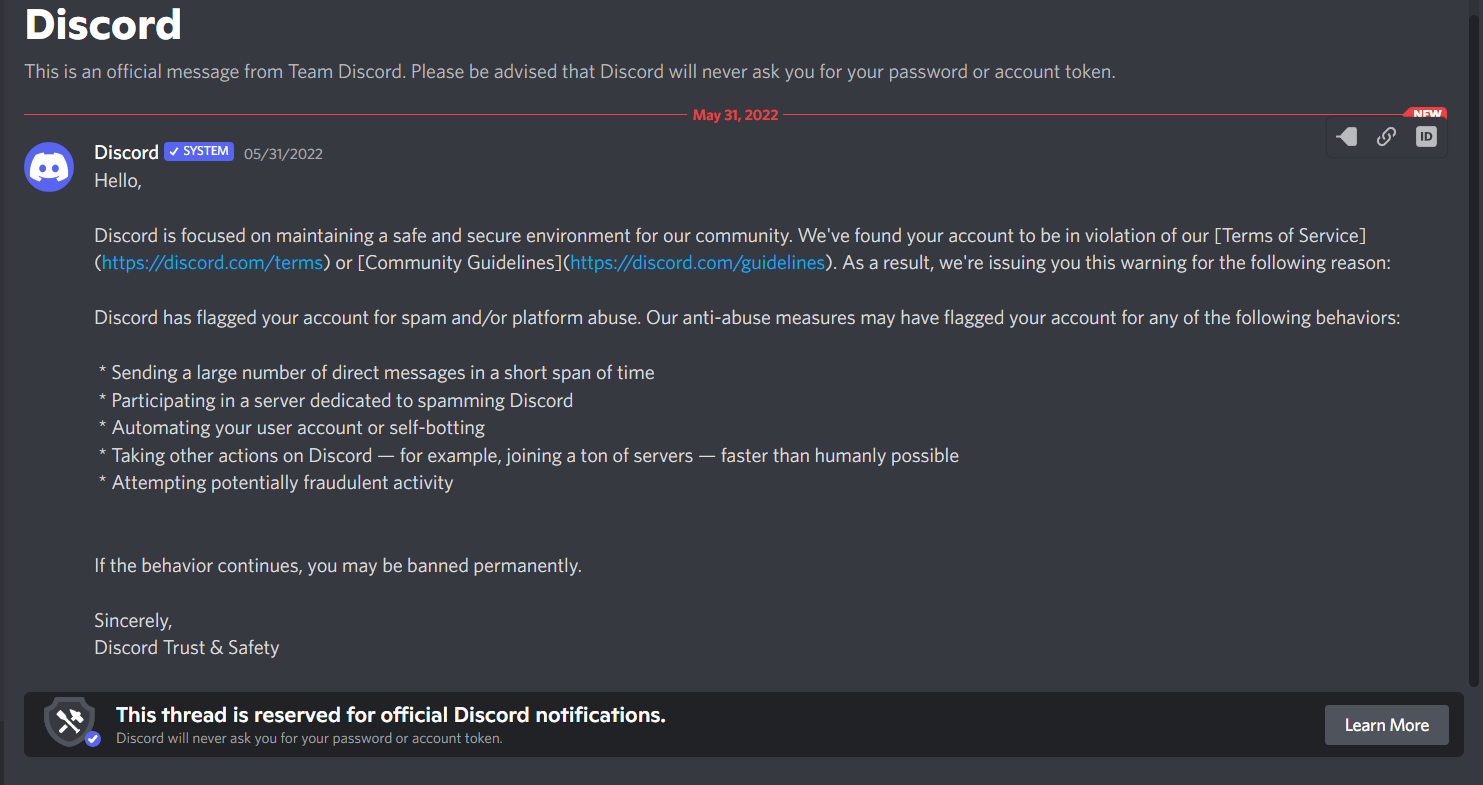 Discord
This is an official message from Team Discord. Please be advised that Discord will never ask you for your password or account token.
May 31, 2022
NEW
ID
Discord ✓ SYSTEM 05/31/2022
Hello,
Discord is focused on maintaining a safe and secure environment for our community. We've found your account to be in violation of our [Terms of Service]
(https://discord.com/terms) or [Community Guidelines](https://discord.com/guidelines). As a result, we're issuing you this warning for the following reason:
Discord has flagged your account for spam and/or platform abuse. Our anti-abuse measures may have flagged your account for any of the following behaviors:
* Sending a large number of direct messages in a short span of time
* Participating in a server dedicated to spamming Discord
* Automating your user account or self-botting
* Taking other actions on Discord — for example, joining a ton of servers — faster than humanly possible
* Attempting potentially fraudulent activity
If the behavior continues, you may be banned permanently.
Sincerely,
Discord Trust & Safety
This thread is reserved for official Discord notifications.
Discord will never ask you for your password or account token.
Learn More